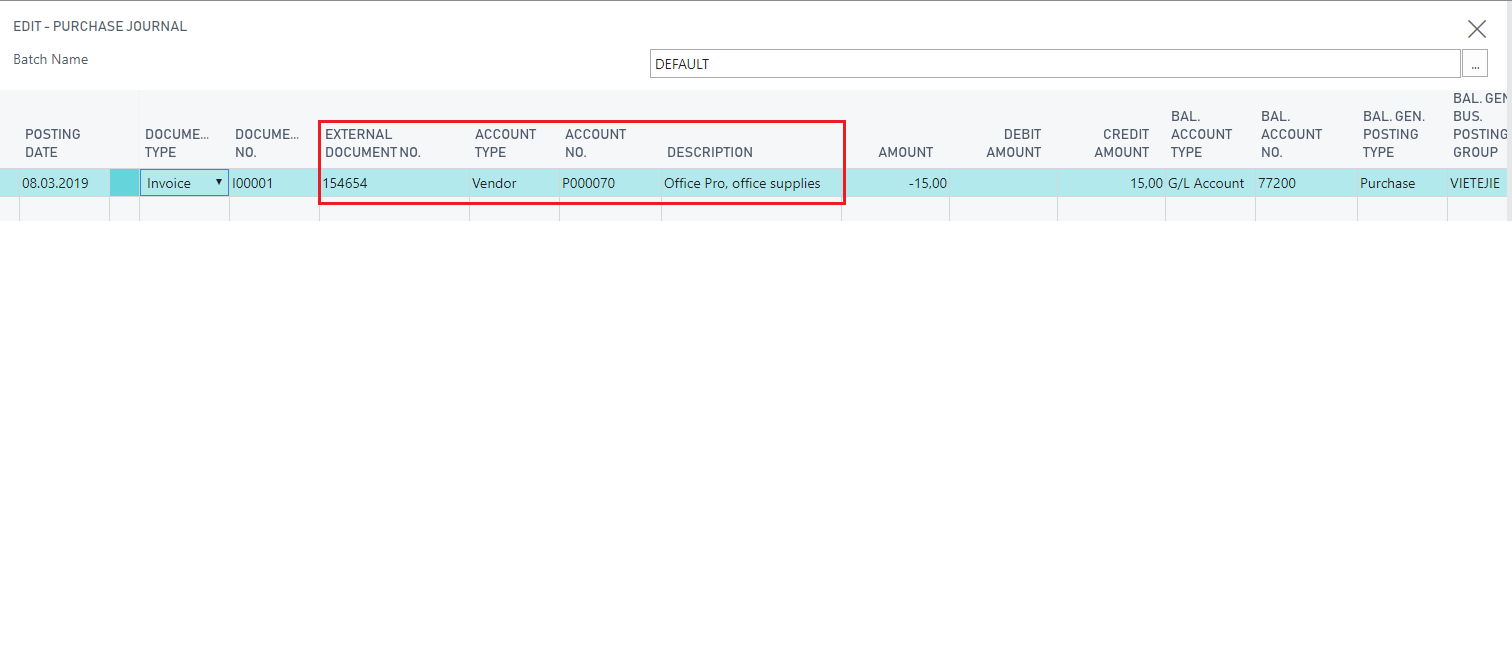 EDIT - PURCHASE JOURNAL
Batch Name
DEFAULT
...
POSTING DATE
DOCUME... TYPE
DOCUME... NO.
EXTERNAL DOCUMENT NO.
ACCOUNT TYPE
ACCOUNT NO.
DESCRIPTION
AMOUNT
DEBIT AMOUNT
CREDIT AMOUNT
BAL. ACCOUNT TYPE
BAL. ACCOUNT NO.
BAL. GEN. POSTING TYPE
BAL. GEN BUS. POSTING GROUP
08.03.2019 Invoice I00001 154654 Vendor P000070 Office Pro, office supplies -15,00 15,00 G/L Account 77200 Purchase VIETEJIE